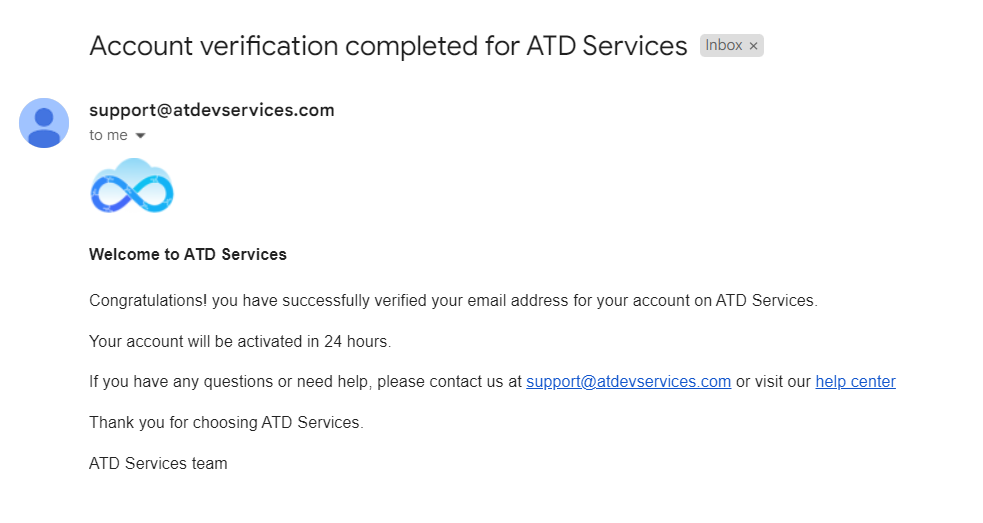 Account verification completed for ATD Services Inbox ×
support@atdevservices.com
to me
Welcome to ATD Services
Congratulations! you have successfully verified your email address for your account on ATD Services.
Your account will be activated in 24 hours.
If you have any questions or need help, please contact us at support@atdevservices.com or visit our help center
Thank you for choosing ATD Services.
ATD Services team